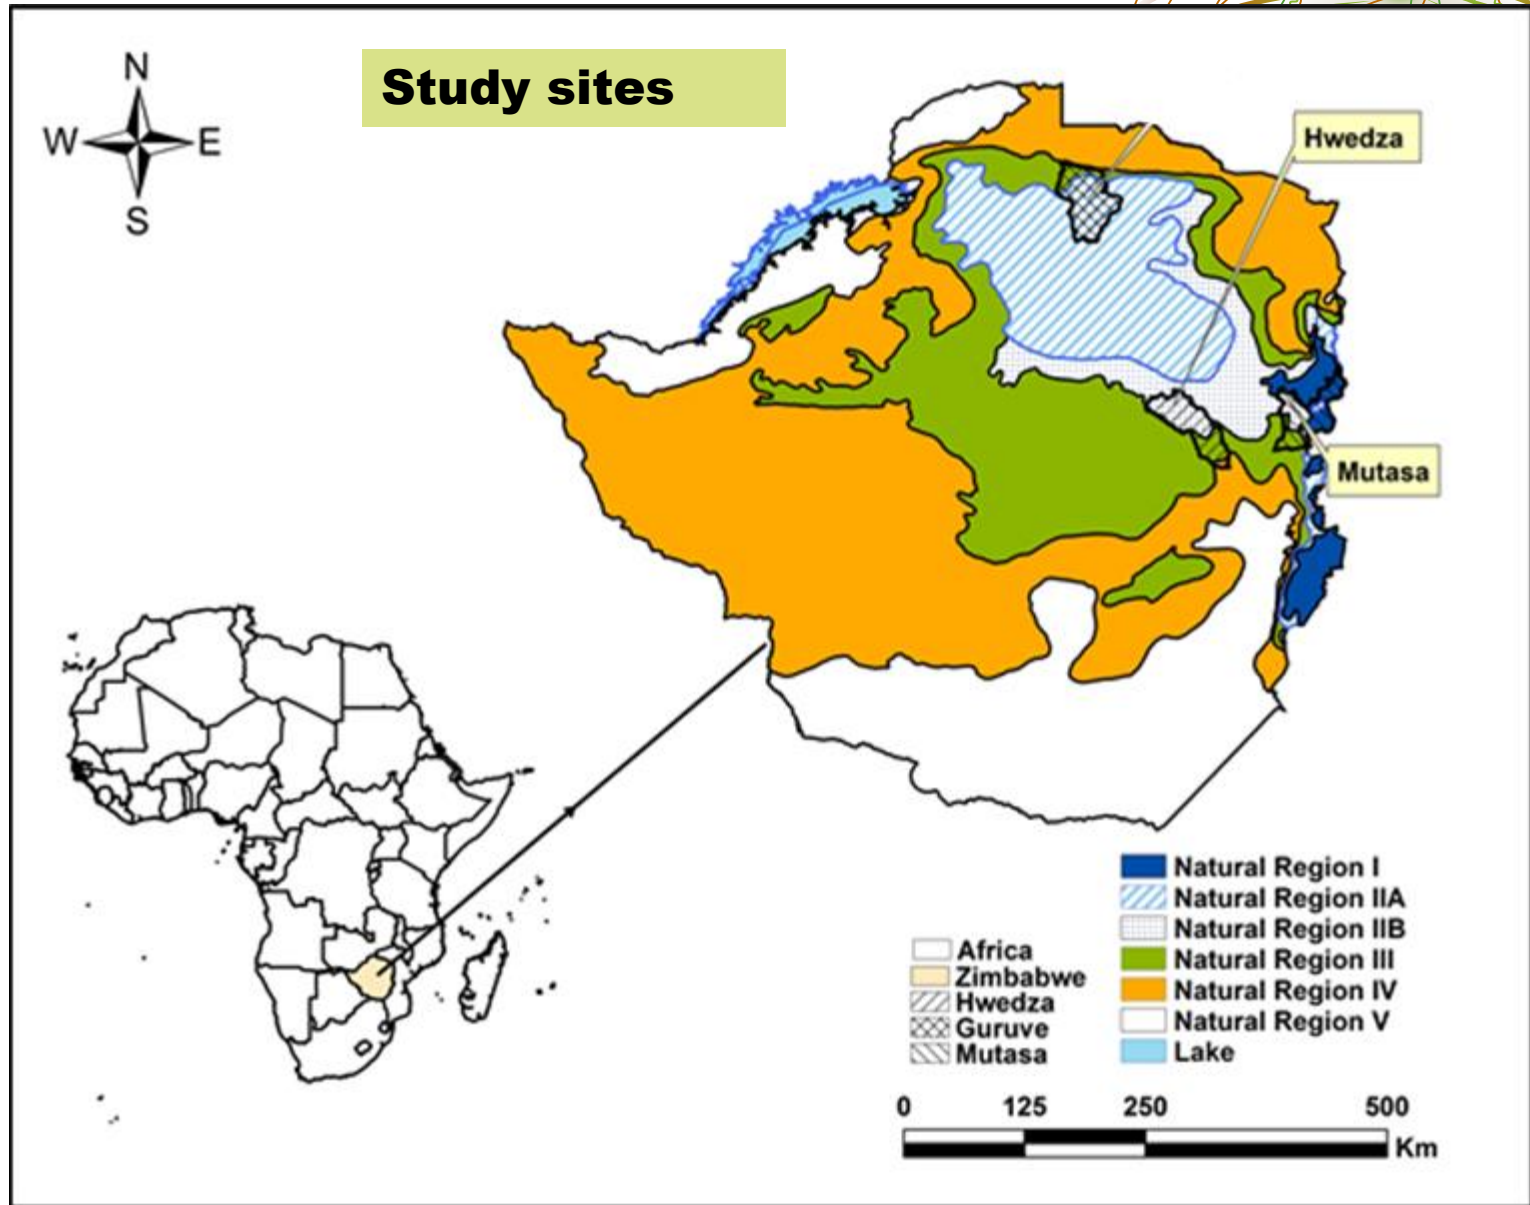 Study sites
N
W E
S
Hwedza
Mutasa
Africa
Zimbabwe
Hwedza
Guruve
Mutasa
Natural Region I
Natural Region IIA
Natural Region IIB
Natural Region III
Natural Region IV
Natural Region V
Lake
0 125 250 500
Km